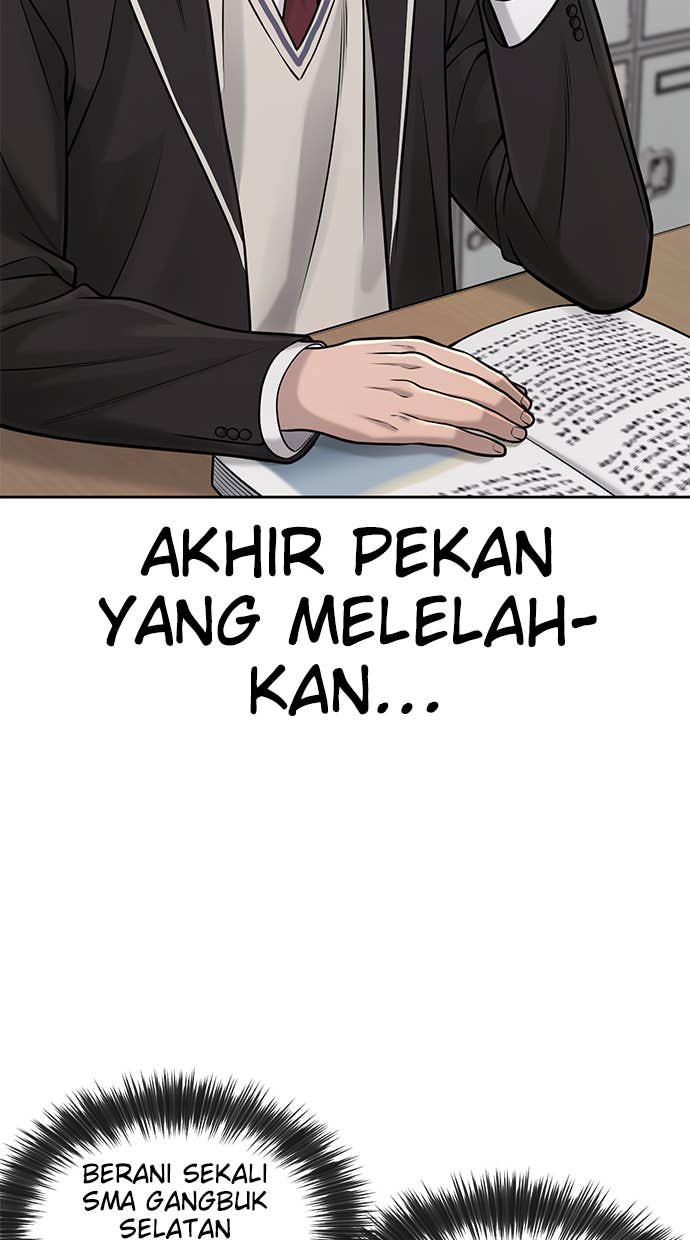 AKHIR PEKAN
YANG MELELAH-
KAN...
BERANI SEKALI
SMA GANGBUK
SELATAN